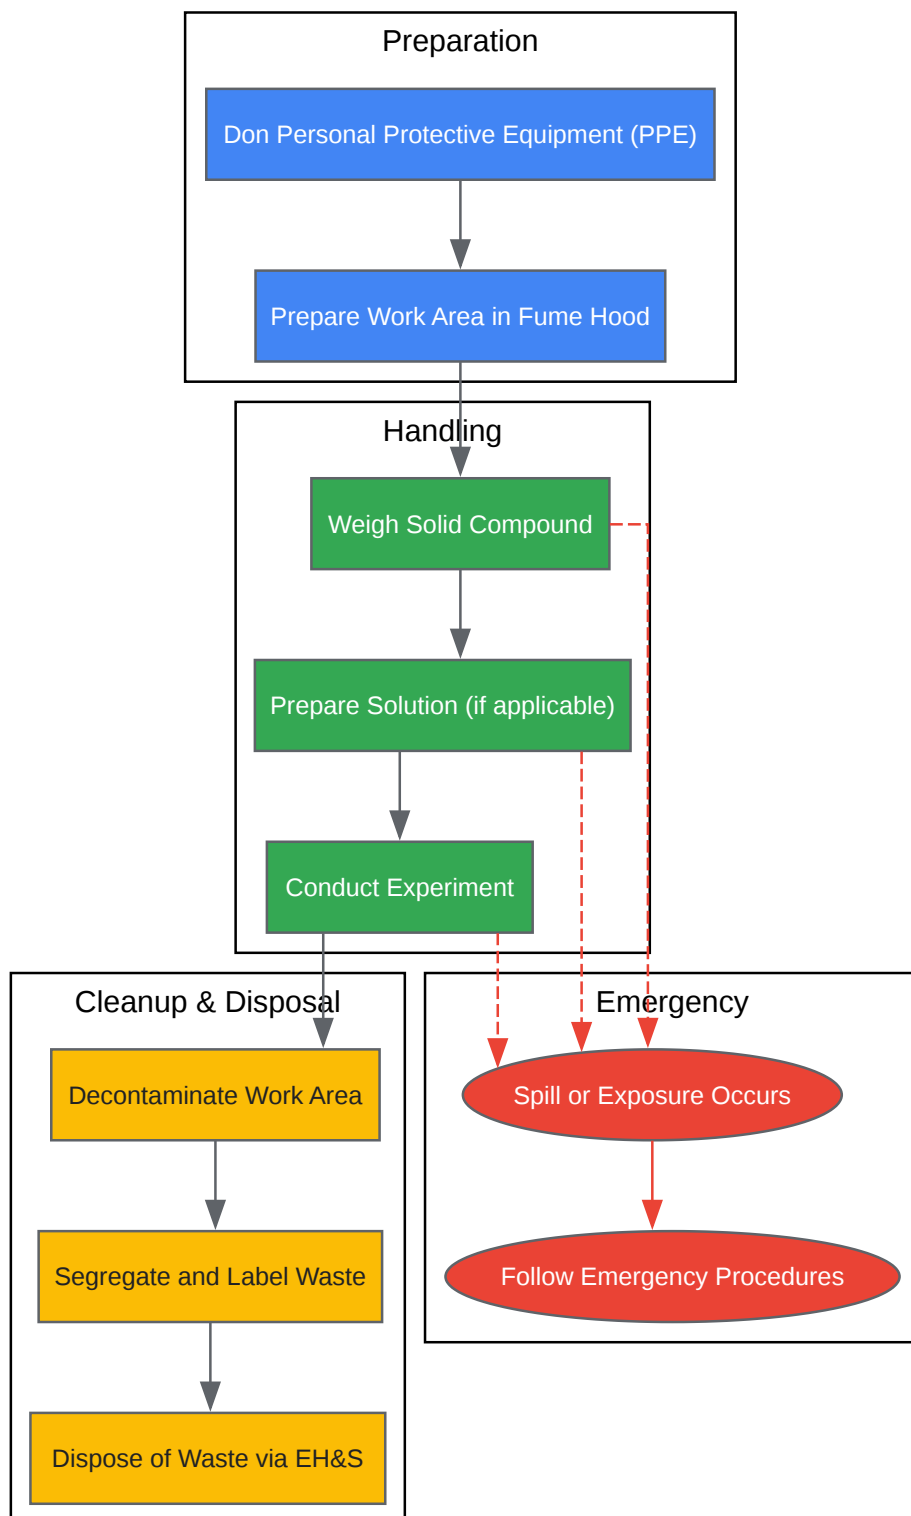 Preparation
Don Personal Protective Equipment (PPE)
Prepare Work Area in Fume Hood
Handling
Weigh Solid Compound
Prepare Solution (if applicable)
Conduct Experiment
Cleanup & Disposal
Decontaminate Work Area
Segregate and Label Waste
Dispose of Waste via EH&S
Emergency
Spill or Exposure Occurs
Follow Emergency Procedures